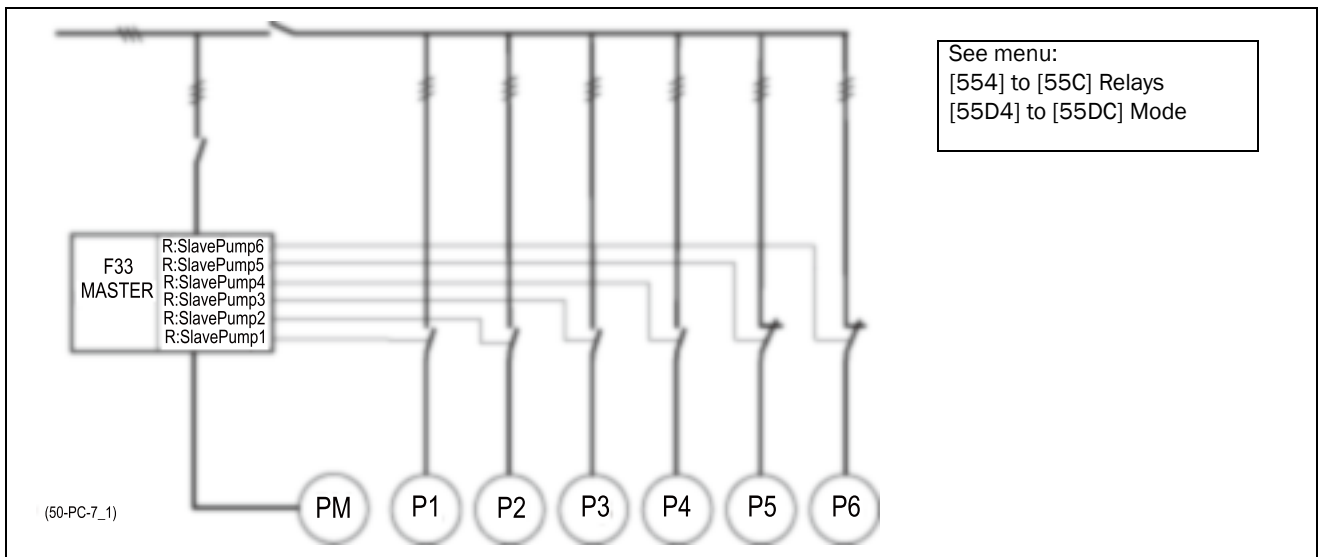 See menu:
[554] to [55C] Relays
[55D4] to [55DC] Mode
F33
MASTER
R:SlavePump6
R:SlavePump5
R:SlavePump4
R:SlavePump3
R:SlavePump2
R:SlavePump1
PM
P1
P2
P3
P4
P5
P6
(50-PC-7_1)